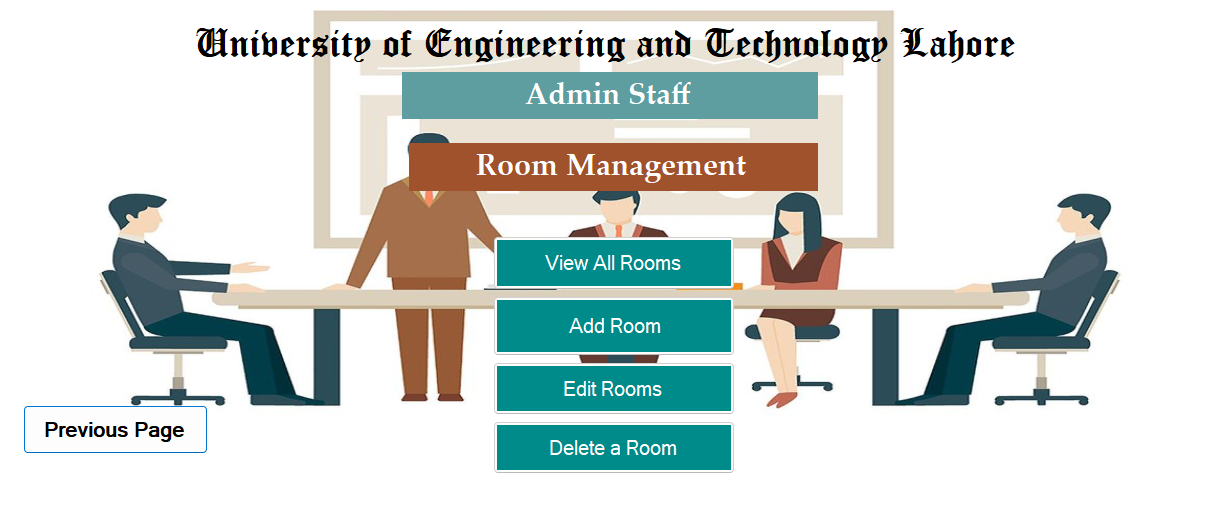 University of Engineering and Technology Lahore
Admin Staff
Room Management
View All Rooms
Add Room
Edit Rooms
Delete a Room
Previous Page